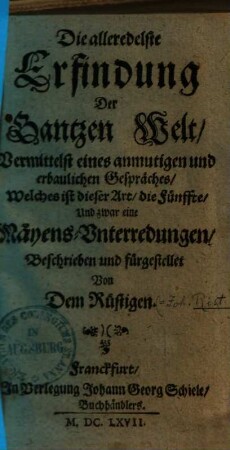 Die alleredelste
Erfindung
Der
Gantzen Welt/
Vermittelst eines anmutigen und
erbaulichen Gespräches/
Welches ist dieser Art/ die Fünffte/
Und zwar eine
Mäyens-Unterredungen/
Beschrieben und fürgestellet
Von
Dem Rüstigen.
AUGSBURG
Franckfurt/
In Verlegung Johann Georg Schiele/
Buchhändlers.
M, DC. LXVII.